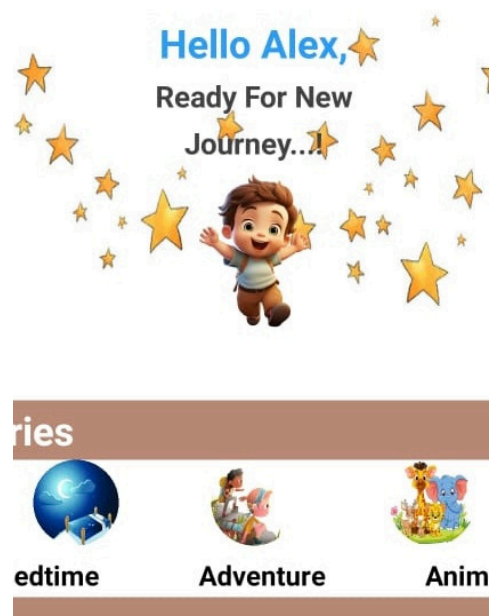 Hello Alex,
Ready For New
Journey...!
ries
edtime
Adventure
Anim